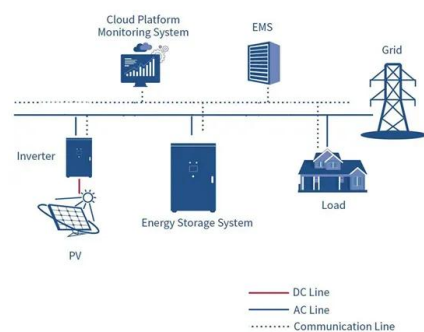 Cloud Platform
Monitoring System
EMS
Grid
Inverter
Energy Storage System
Load
PV
DC Line
AC Line
Communication Line